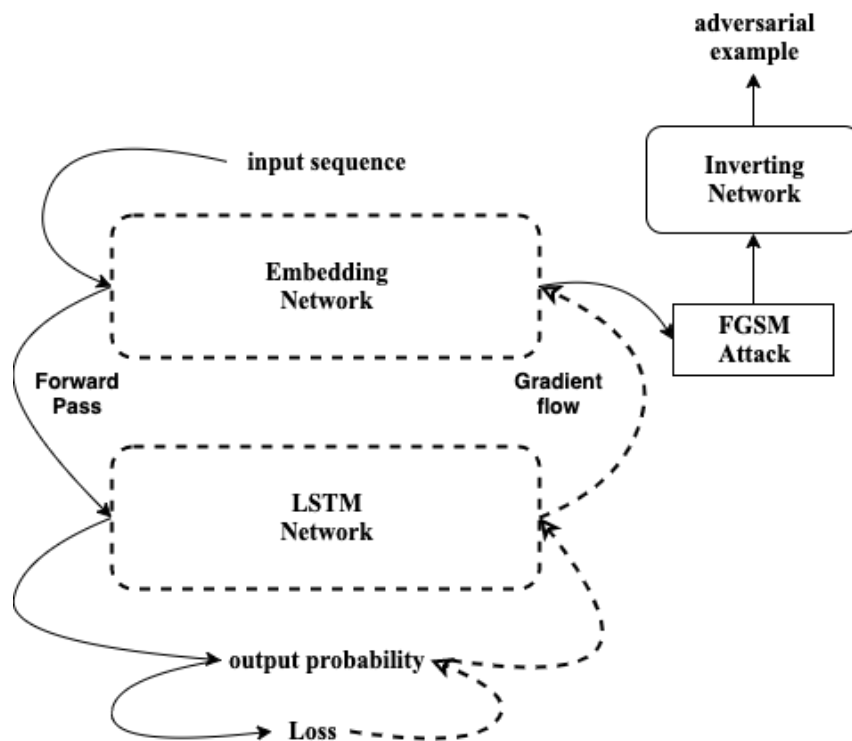 adversarial
example
input sequence
Inverting
Network
Embedding
Network
FGSM
Attack
Forward
Pass
Gradient
flow
LSTM
Network
output probability
Loss